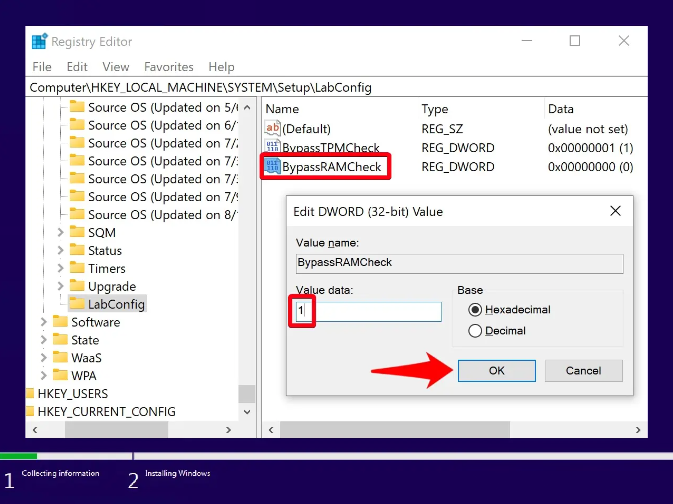 Registry Editor
File Edit View Favorites Help
Computer\HKEY_LOCAL_MACHINE\SYSTEM\Setup\LabConfig
Source OS (Updated on 5/
Source OS (Updated on 6/
Source OS (Updated on 7/
Source OS (Updated on 7/
Source OS (Updated on 7/
Source OS (Updated on 7/
Source OS (Updated on 8/
SQM
Status
Timers
Upgrade
LabConfig
Software
State
WaaS
WPA
HKEY_USERS
HKEY_CURRENT_CONFIG
Name Type Data
(Default) REG_SZ (value not set)
BypassTPMCheck REG_DWORD 0x00000001 (1)
BypassRAMCheck REG_DWORD 0x00000000 (0)
Edit DWORD (32-bit) Value
Value name:
BypassRAMCheck
Value data:
1
Base
Hexadecimal
Decimal
OK Cancel
1 Collecting information 2 Installing Windows